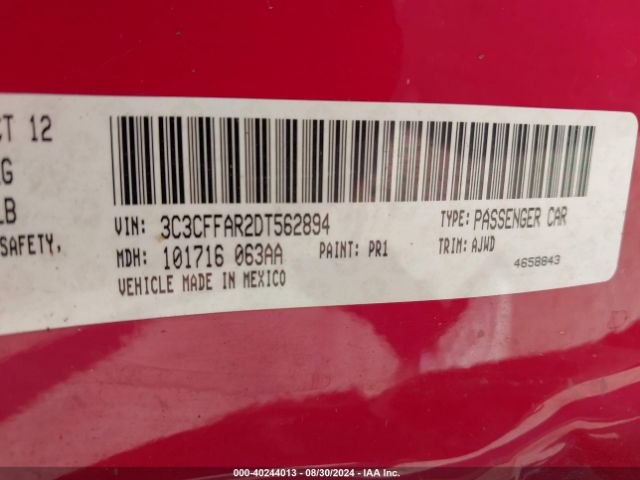 CT 12
G
LB
SAFETY,
VIN: 3C3CFFAR2DT562894
TYPE: PASSENGER CAR
MDH: 101716 063AA
PAINT: PR1
TRIM: AJWD
VEHICLE MADE IN MEXICO
4658843
000-40244013 - 08/30/2024 - IAA Inc.